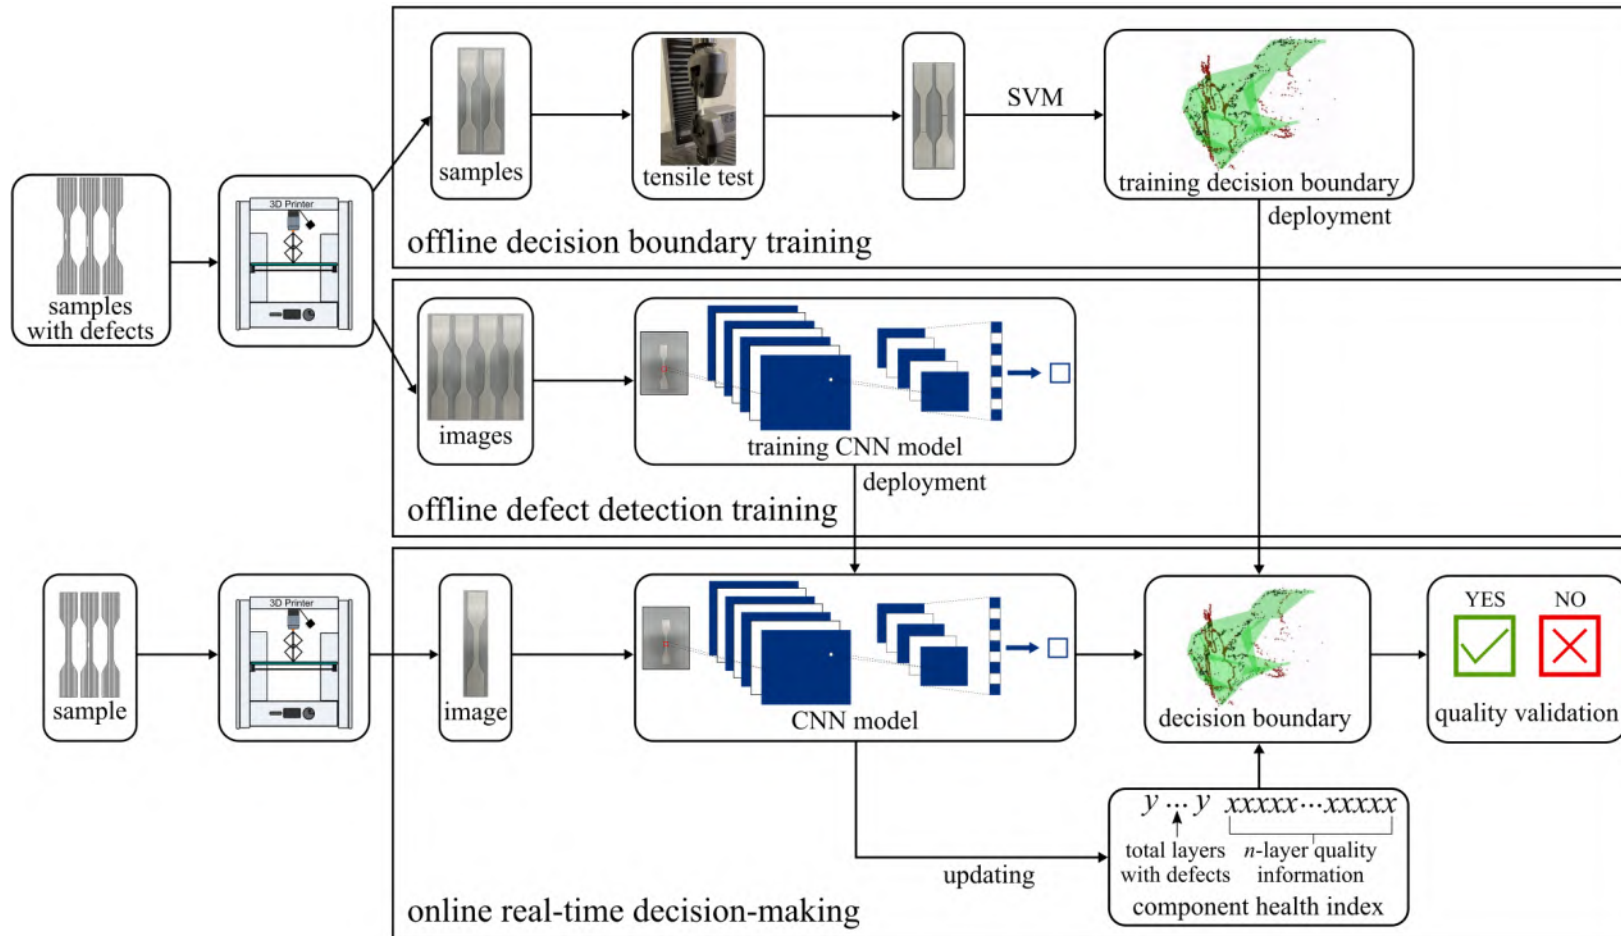 samples
tensile test
SVM
training decision boundary
deployment
offline decision boundary training
samples
with defects
3D Printer
images
training CNN model
deployment
offline defect detection training
sample
3D Printer
image
CNN model
decision boundary
YES NO
quality validation
updating
y ... y xxxxx...xxxxx
total layers
with defects
n-layer quality
information
component health index
online real-time decision-making